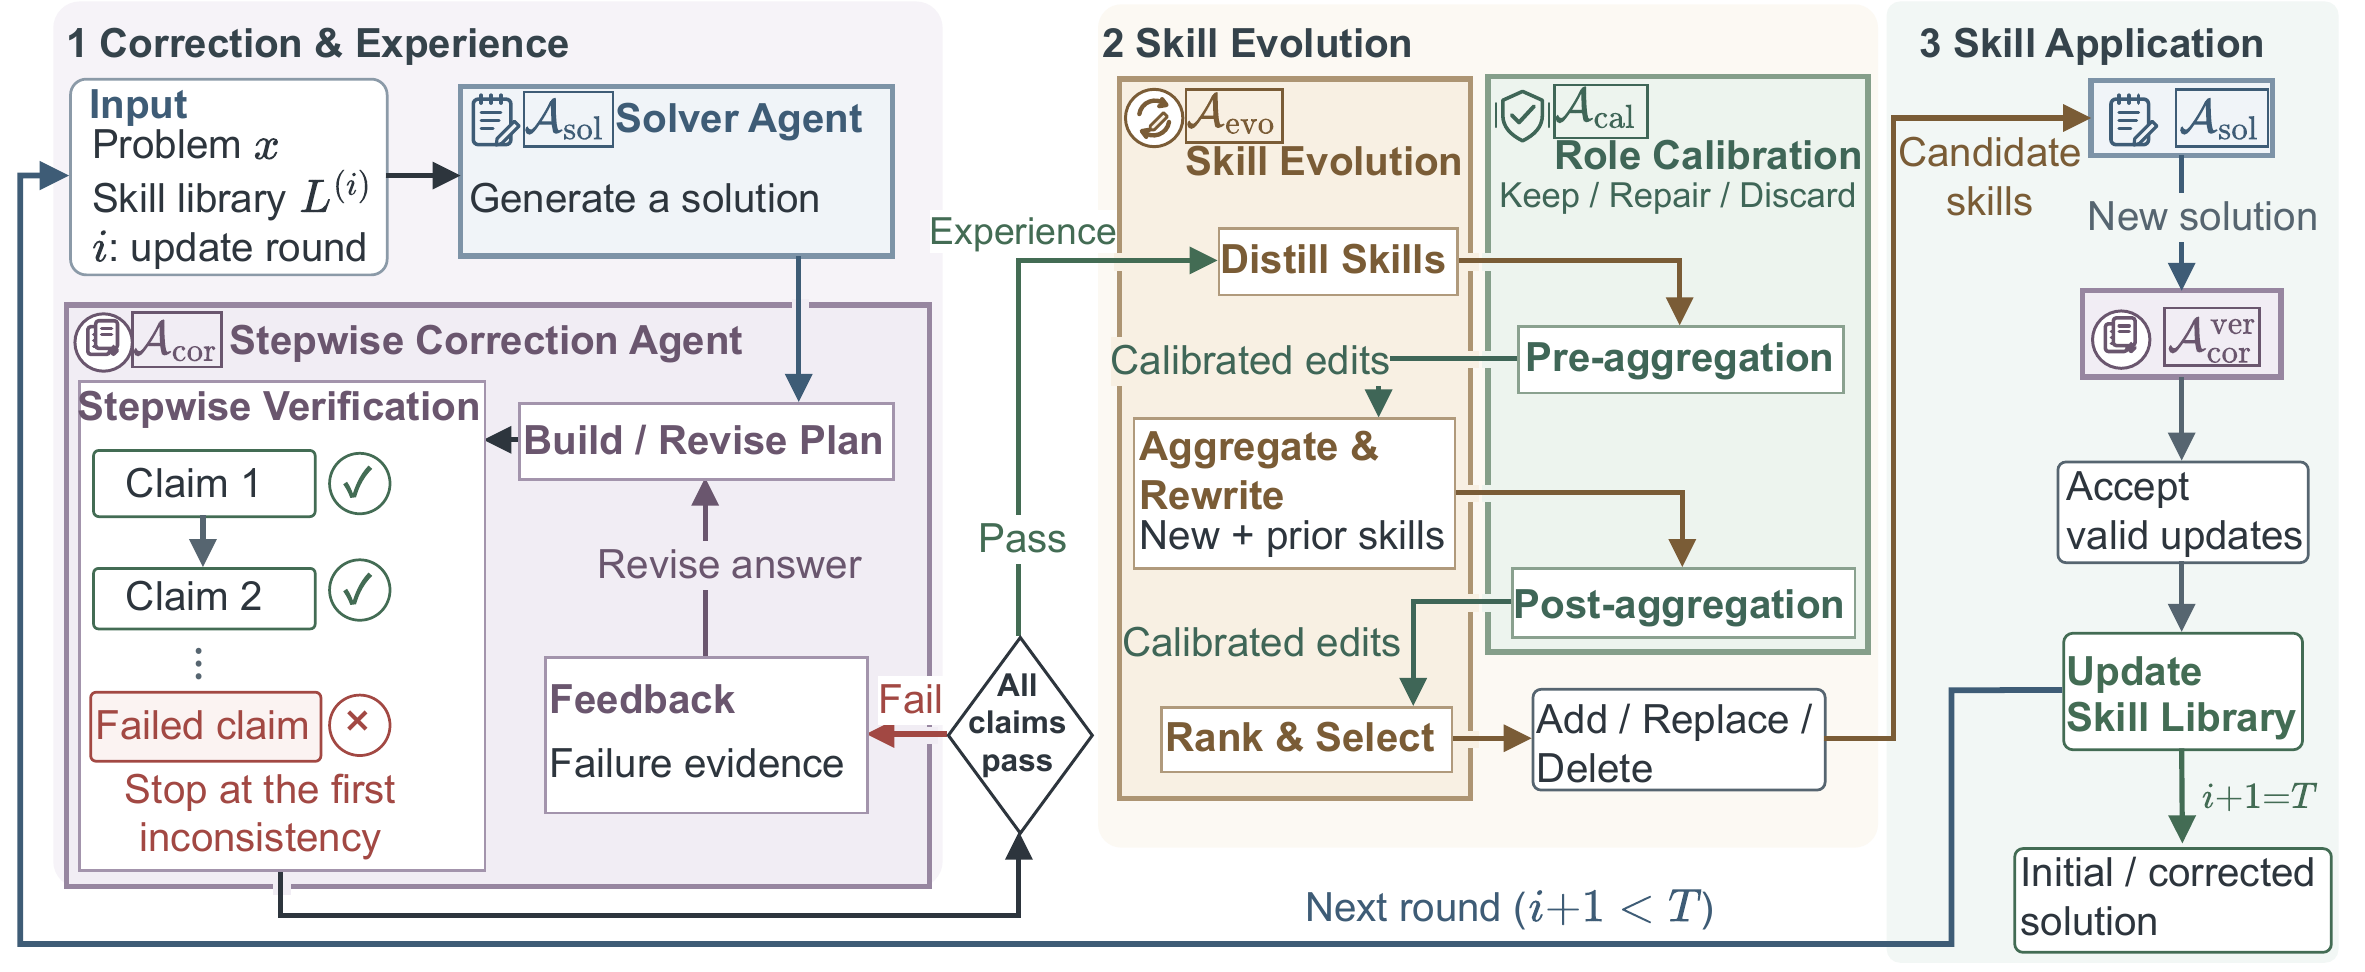 1 Correction & Experience
Input
Problem x
Skill library L^(i)
i: update round
A_sol Solver Agent
Generate a solution
A_cor Stepwise Correction Agent
Stepwise Verification
Claim 1
✓
Claim 2
✓
⋮
Failed claim
×
Stop at the first
inconsistency
Build / Revise Plan
Revise answer
Feedback
Failure evidence
Fail
All
claims
pass
Pass
Experience
2 Skill Evolution
A_evo
Skill Evolution
Distill Skills
Calibrated edits
Aggregate &
Rewrite
New + prior skills
Calibrated edits
Rank & Select
A_cal
Role Calibration
Keep / Repair / Discard
Pre-aggregation
Post-aggregation
Add / Replace /
Delete
Candidate
skills
3 Skill Application
A_sol
New solution
A_cor^ver
Accept
valid updates
Update
Skill Library
i+1=T
Initial / corrected
solution
Next round (i+1 < T)